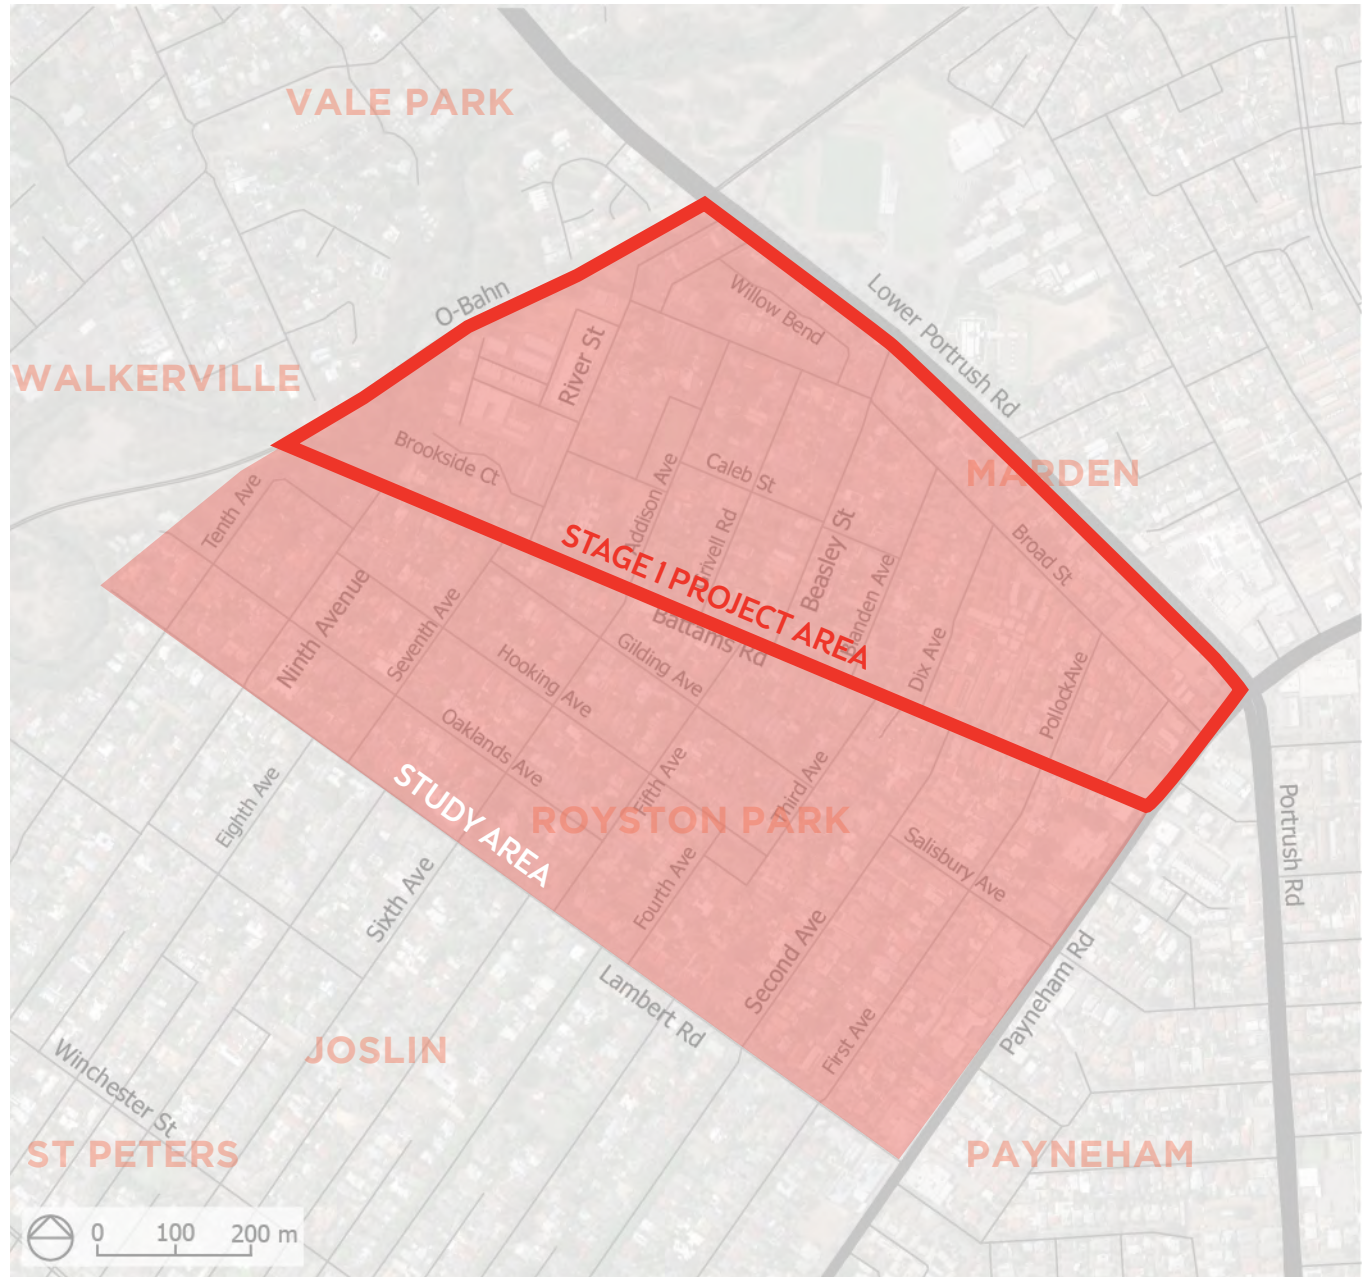 VALE PARK
O-Bahn
Willow Bend
Lower Portrush Rd
WALKERVILLE
River St
Brookside Ct
Caleb St
MARDEN
Tenth Ave
Addison Ave
Beasley St
Broad St
STAGE 1 PROJECT AREA
Battams Rd
Ninth Avenue
Seventh Ave
Hooking Ave
Gilding Ave
Dix Ave
Pollock Ave
Oaklands Ave
Fifth Ave
Third Ave
STUDY AREA
ROYSTON PARK
Eighth Ave
Sixth Ave
Fourth Ave
Salisbury Ave
Portrush Rd
Second Ave
Lambert Rd
First Ave
Payneham Rd
JOSLIN
Winchester St
ST PETERS
PAYNEHAM
0 100 200 m